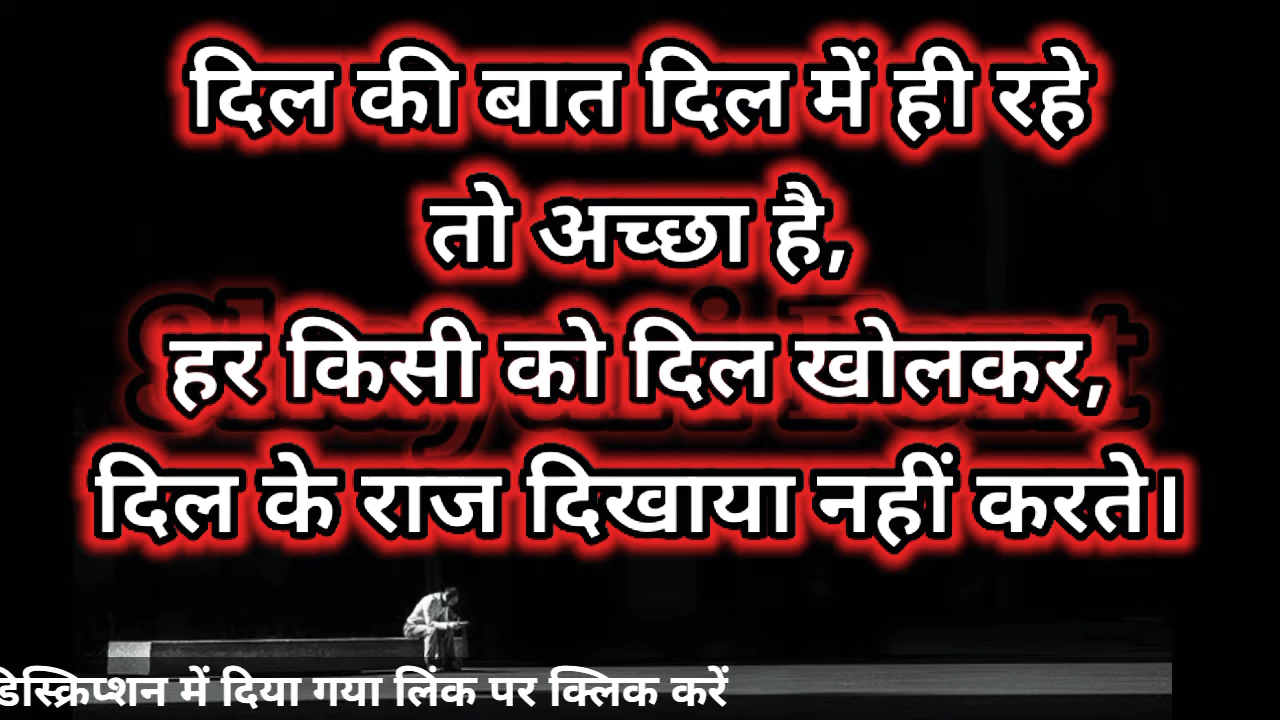 दिल की बात दिल में ही रहे
तो अच्छा है,
हर किसी को दिल खोलकर,
दिल के राज दिखाया नहीं करते।
डिस्क्रिप्शन में दिया गया लिंक पर क्लिक करें